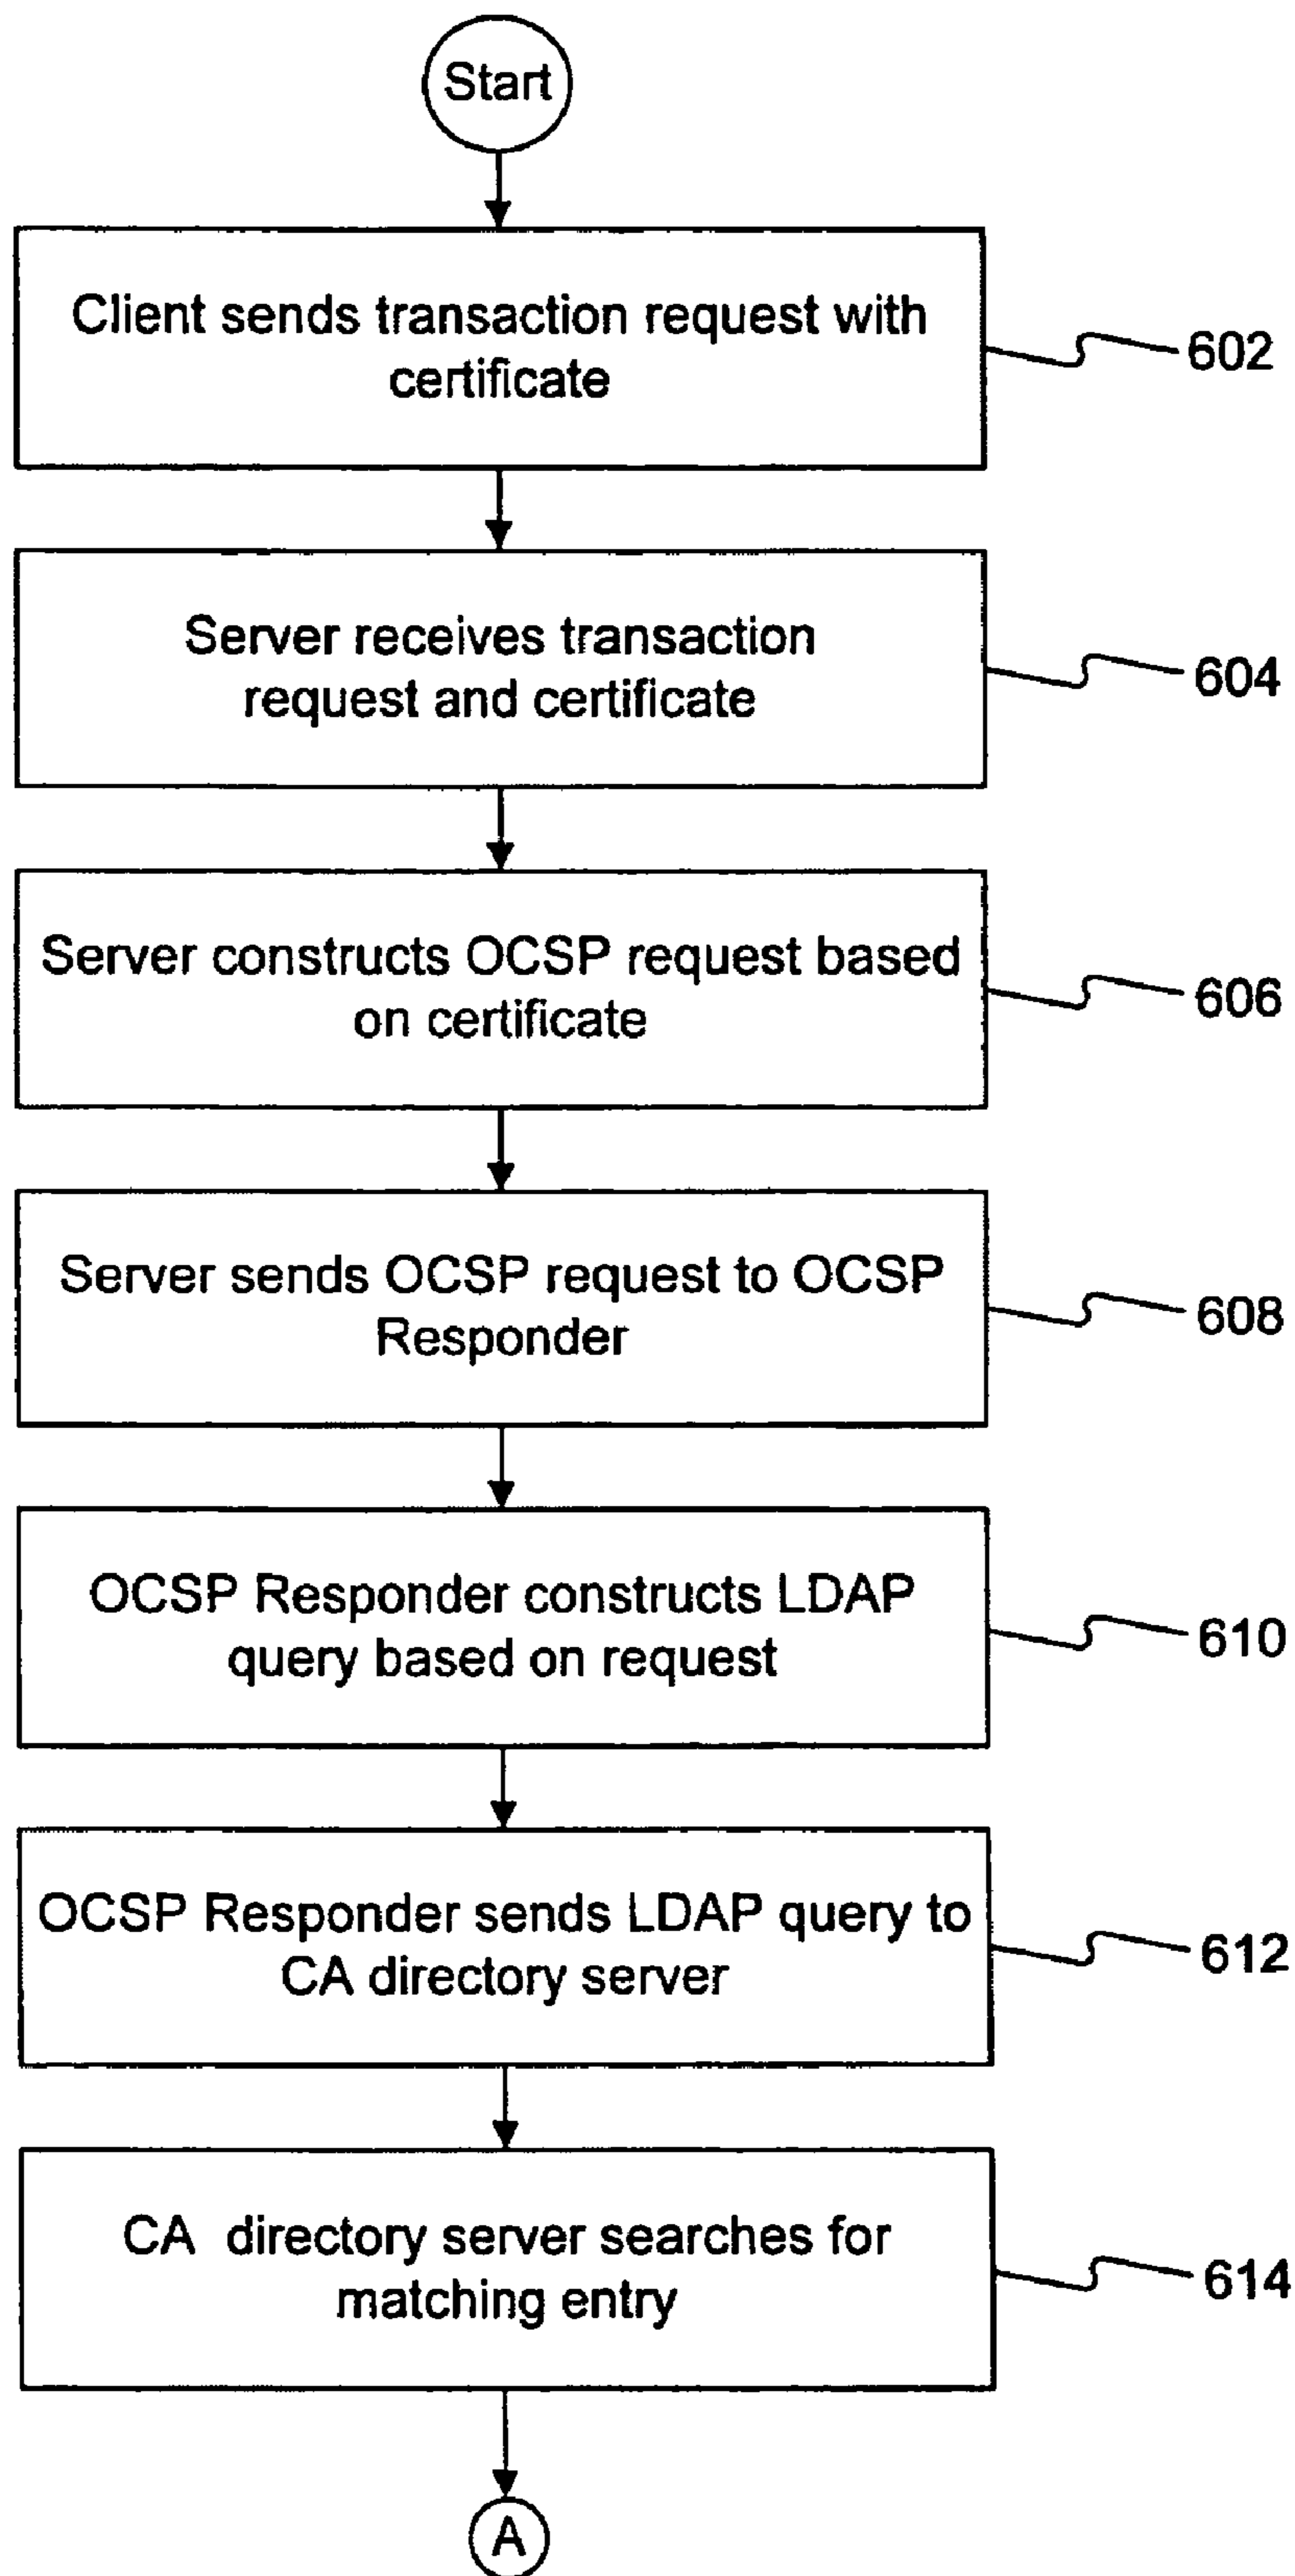 Start
Client sends transaction request with
certificate
602
Server receives transaction
request and certificate
604
Server constructs OCSP request based
on certificate
606
Server sends OCSP request to OCSP
Responder
608
OCSP Responder constructs LDAP
query based on request
610
OCSP Responder sends LDAP query to
CA directory server
612
CA directory server searches for
matching entry
614
A